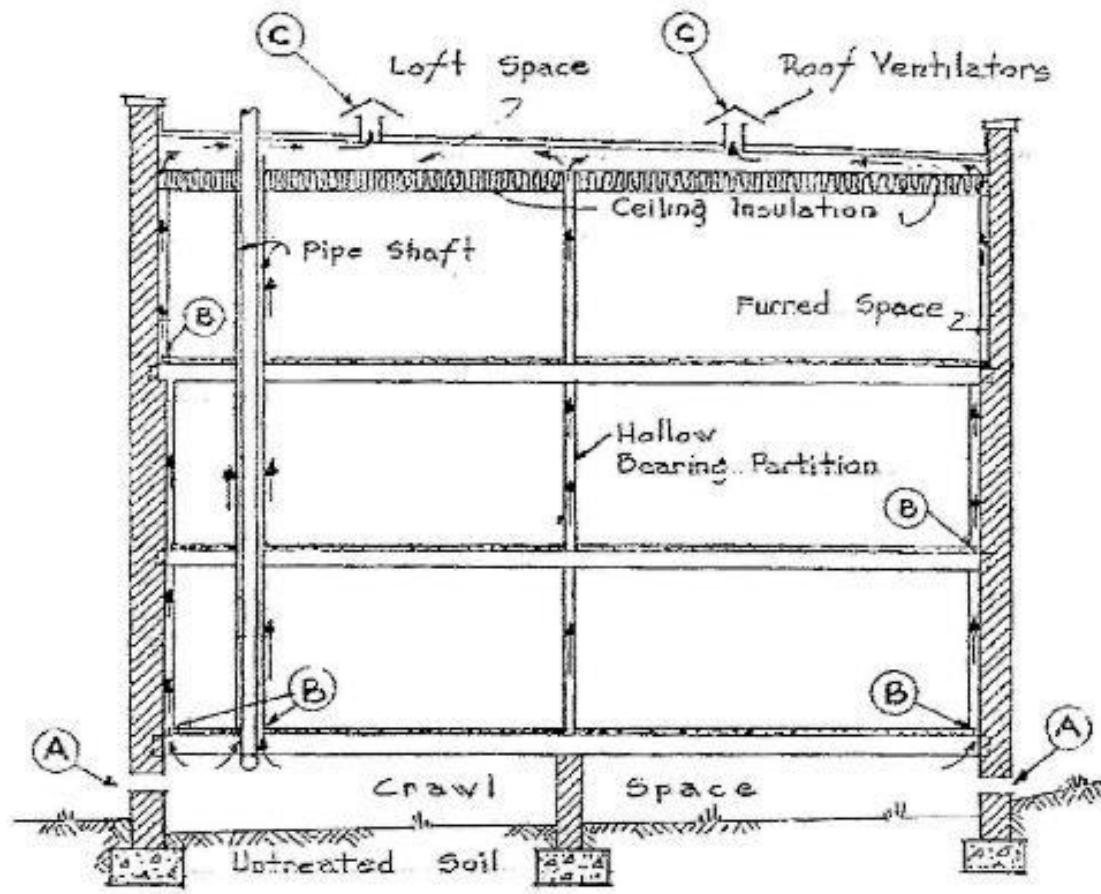 C
C
Loft Space
Roof Ventilators
Ceiling Insulation
Pipe Shaft
B
Furred Space
Hollow
Bearing Partition
B
B
B
A
A
Crawl Space
Untreated Soil